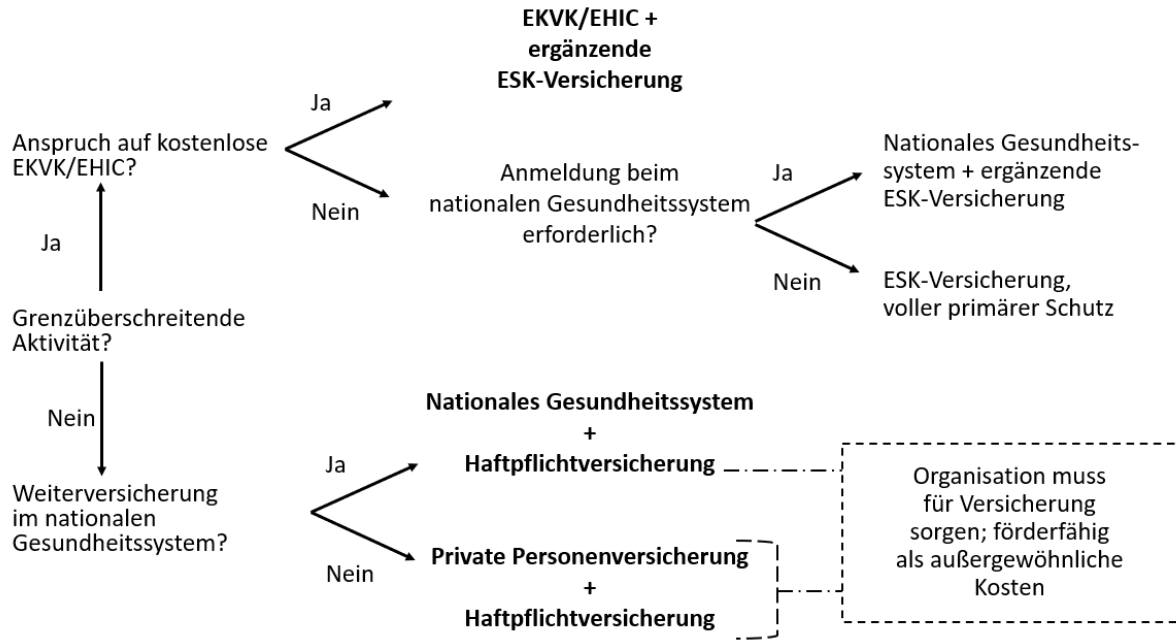 EKVK/EHIC +
ergänzende
ESK-Versicherung
Ja
Anspruch auf kostenlose
EKVK/EHIC?
Nein
Anmeldung beim
nationalen Gesundheitssystem
erforderlich?
Ja
Nationales Gesundheits-
system + ergänzende
ESK-Versicherung
Nein
ESK-Versicherung,
voller primärer Schutz
Ja
Grenzüberschreitende
Aktivität?
Nein
Weiterversicherung
im nationalen
Gesundheitssystem?
Ja
Nationales Gesundheitssystem
+
Haftpflichtversicherung
Nein
Private Personenversicherung
+
Haftpflichtversicherung
Organisation muss
für Versicherung
sorgen; förderfähig
als außergewöhnliche
Kosten